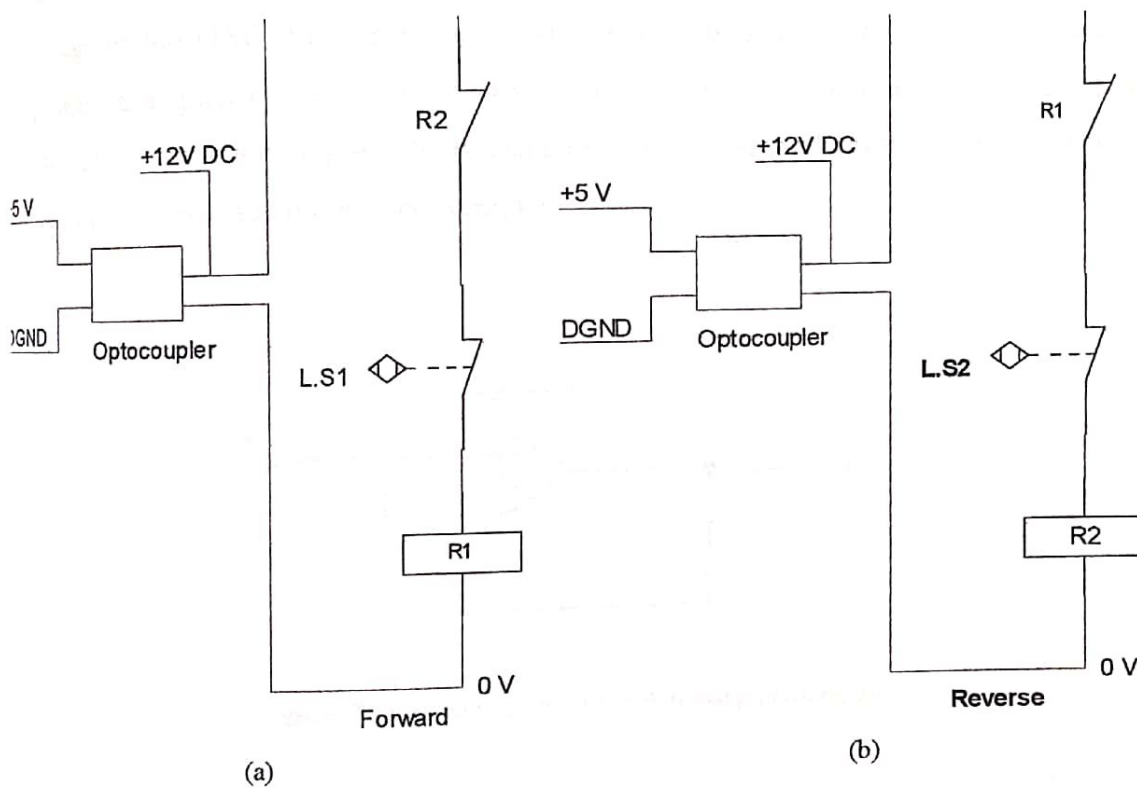 R2
+12V DC
5 V
GND
Optocoupler
L.S1
R1
0 V
Forward
(a)
R1
+12V DC
+5 V
DGND
Optocoupler
L.S2
R2
0 V
Reverse
(b)